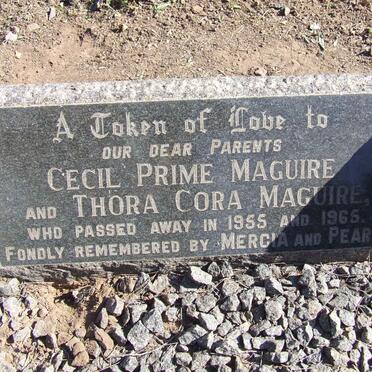 A Token of Love to
OUR DEAR PARENTS
CECIL PRIME MAGUIRE
AND THORA CORA MAGUIRE,
WHO PASSED AWAY IN 1955 AND 1965.
FONDLY REMEMBERED BY MERCIA AND PEAR